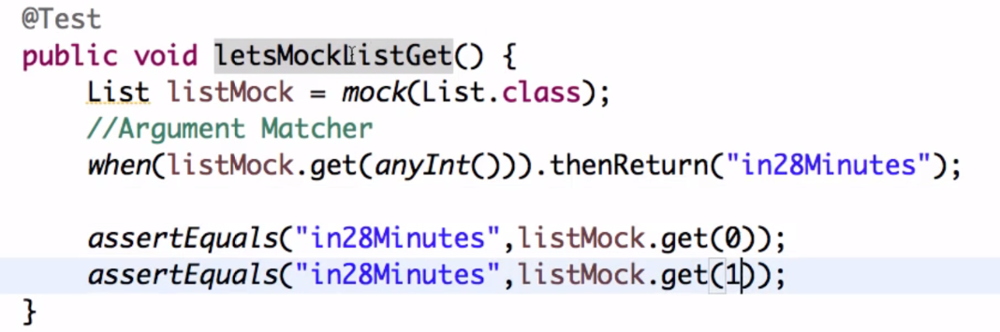 @Test
public void letsMockListGet() {
List listMock = mock(List.class);
//Argument Matcher
when(listMock.get(anyInt())).thenReturn("in28Minutes");
assertEquals("in28Minutes",listMock.get(0));
assertEquals("in28Minutes",listMock.get(1));
}